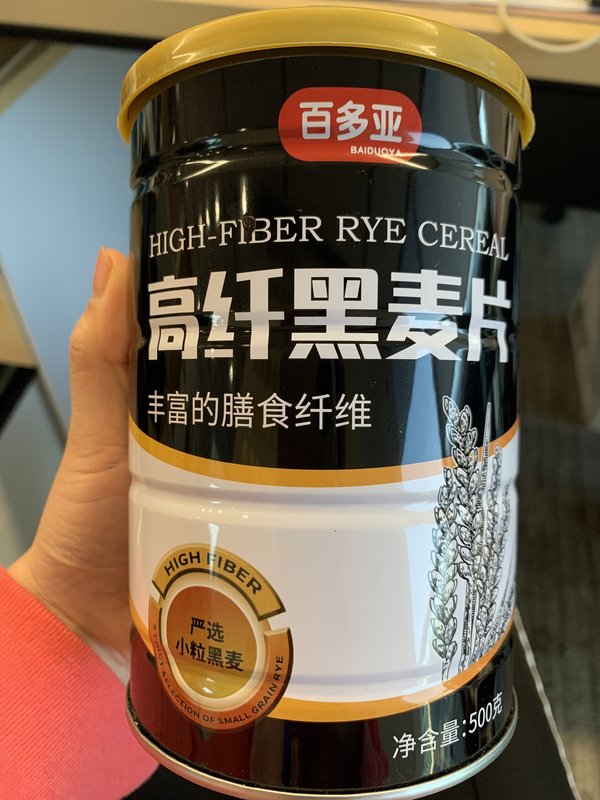 百多亚
BAIDUOYA
HIGH-FIBER RYE CEREAL
高纤黑麦片
丰富的膳食纤维
HIGH FIBER
严选
小粒黑麦
STRICT SELECTION OF SMALL GRAIN RYE
净含量:500克